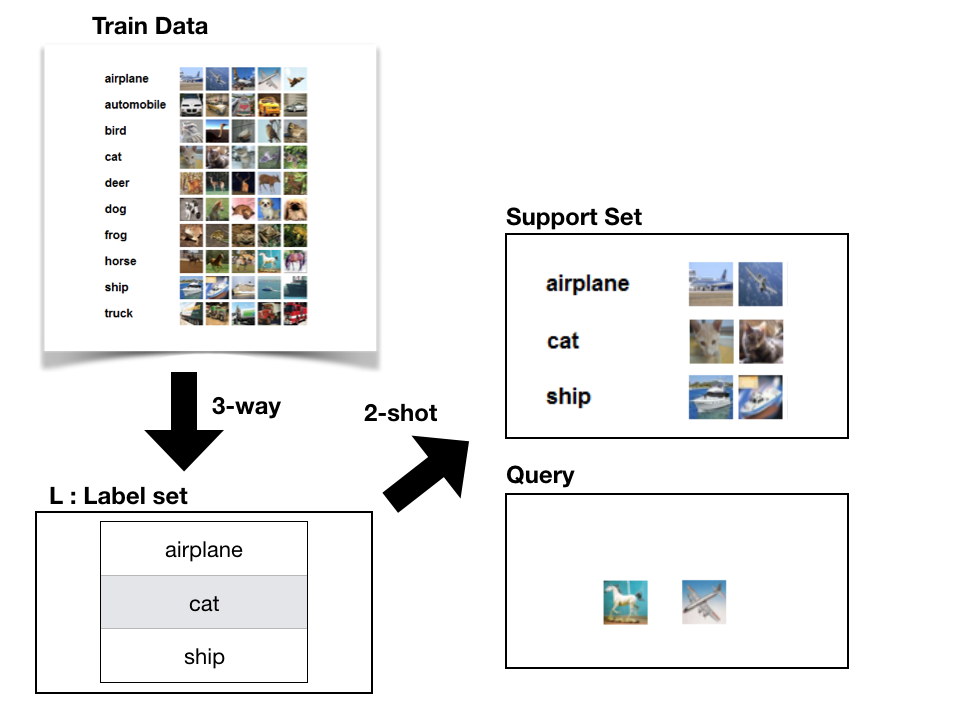 Train Data
airplane
automobile
bird
cat
deer
dog
frog
horse
ship
truck
3-way
2-shot
L : Label set
airplane
cat
ship
Support Set
airplane
cat
ship
Query